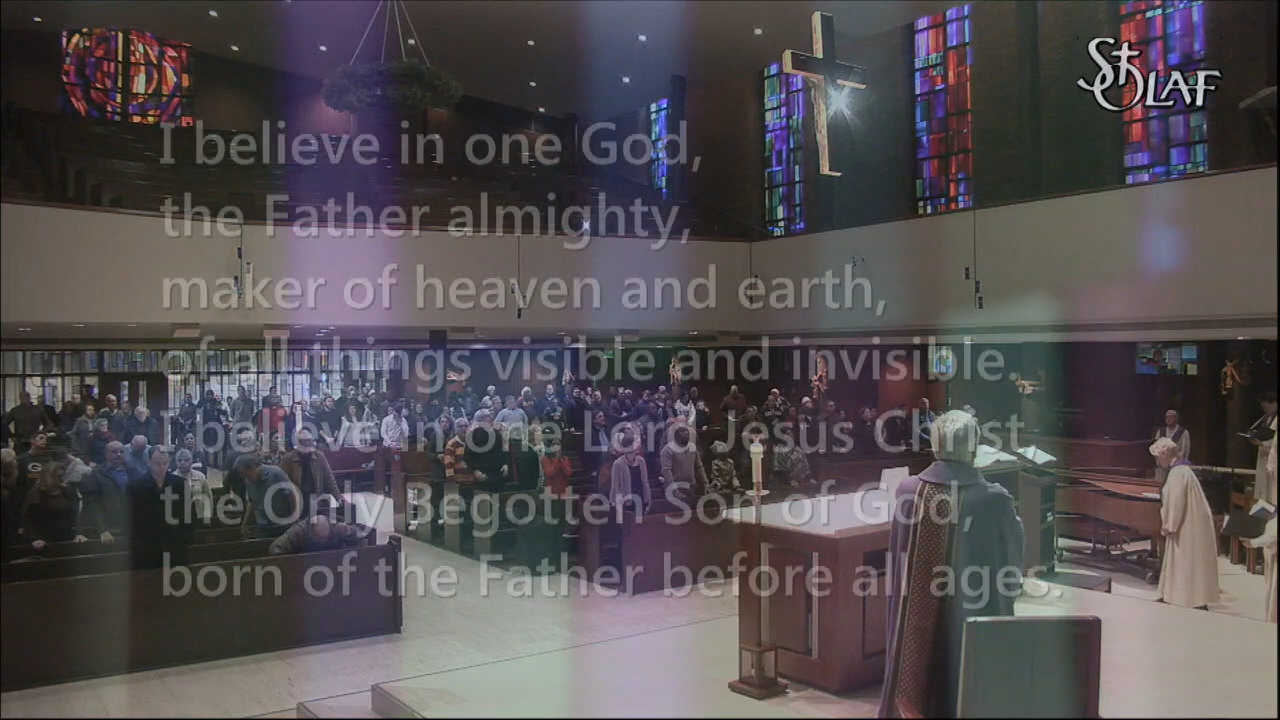 St OLAF
I believe in one God,
the Father almighty,
maker of heaven and earth,
of all things visible and invisible
I believe in one Lord Jesus Christ
the Only Begotten Son of God,
born of the Father before all ages.